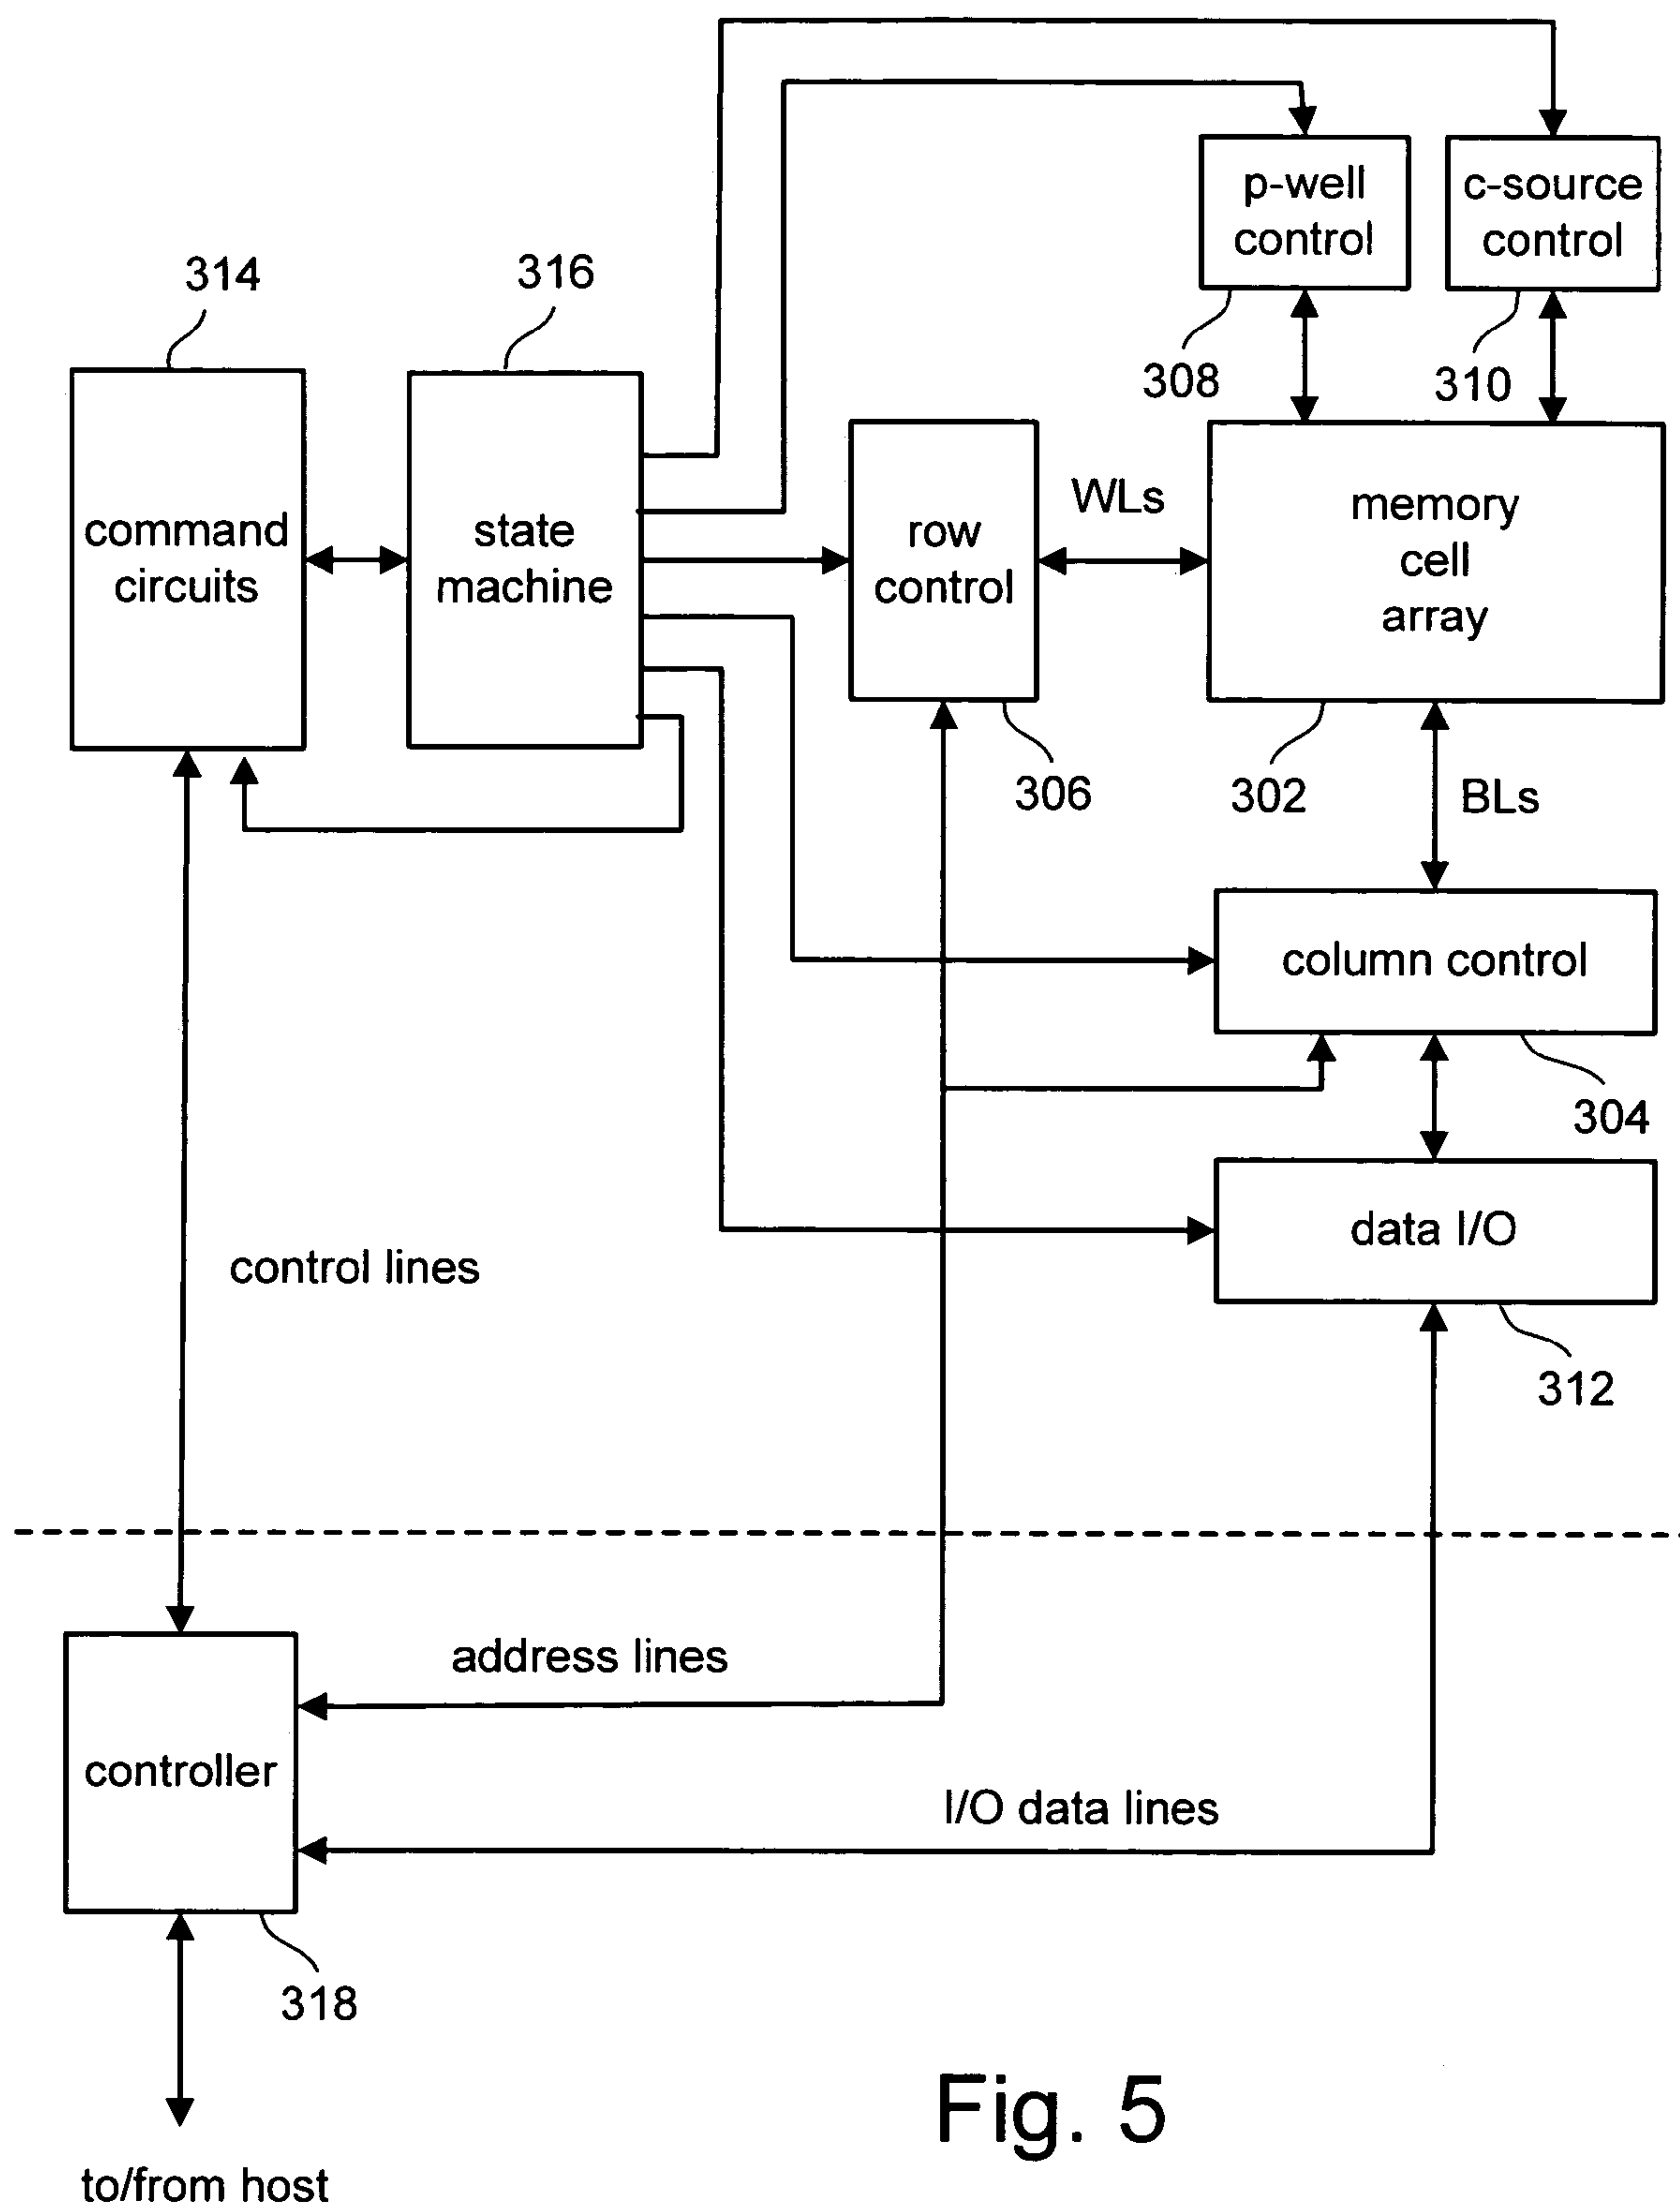 p-well
control
c-source
control
314
316
308
310
command
circuits
state
machine
row
control
WLs
memory
cell
array
306
302
BLs
column control
304
data I/O
control lines
312
address lines
controller
I/O data lines
318
Fig. 5
to/from host